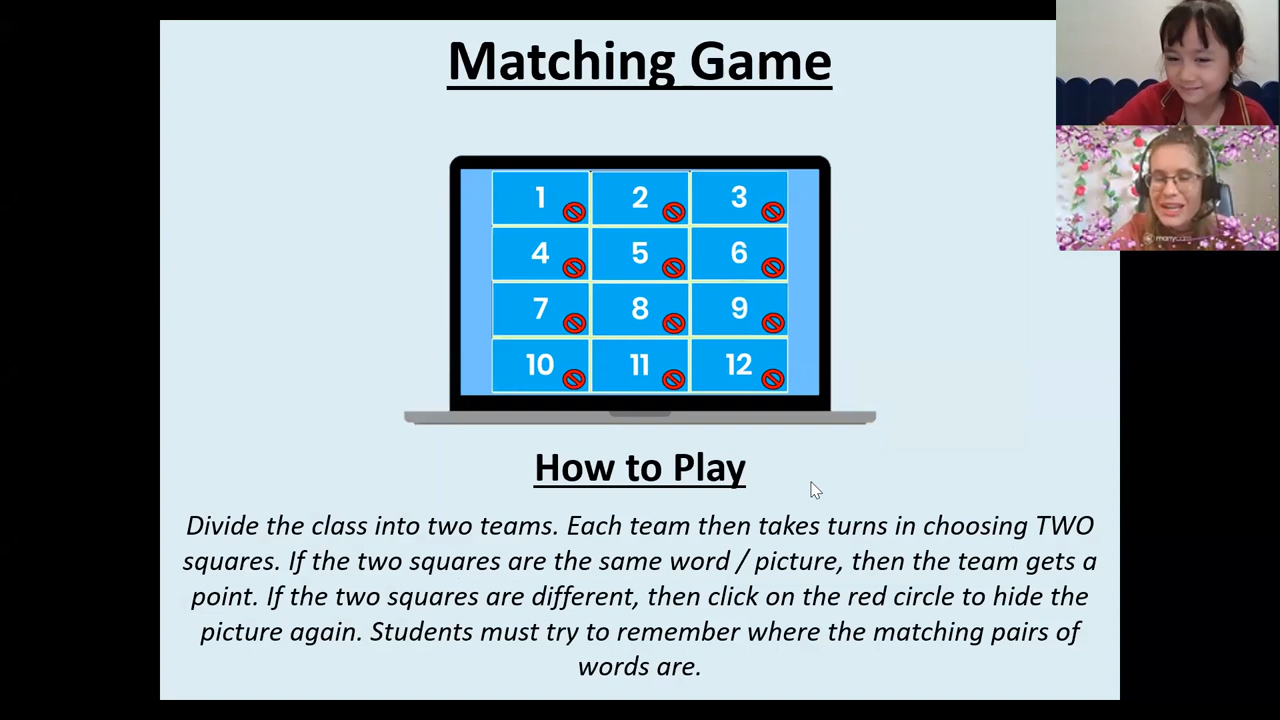 Matching Game
1 2 3
4 5 6
7 8 9
10 11 12
How to Play
Divide the class into two teams. Each team then takes turns in choosing TWO
squares. If the two squares are the same word / picture, then the team gets a
point. If the two squares are different, then click on the red circle to hide the
picture again. Students must try to remember where the matching pairs of
words are.
manycam